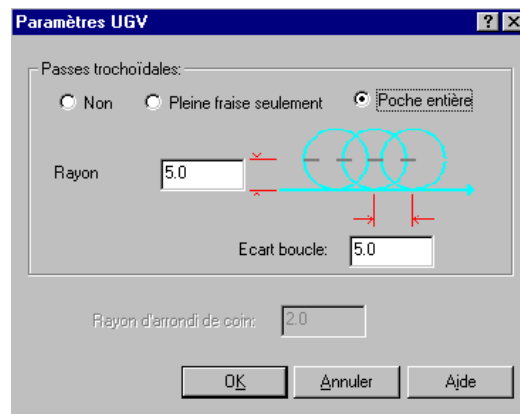 Paramètres UGV
Passes trochoïdales:
Non Pleine fraise seulement Poche entière
Rayon 5.0
Ecart boucle: 5.0
Rayon d'arrondi de coin: 2.0
OK Annuler Aide